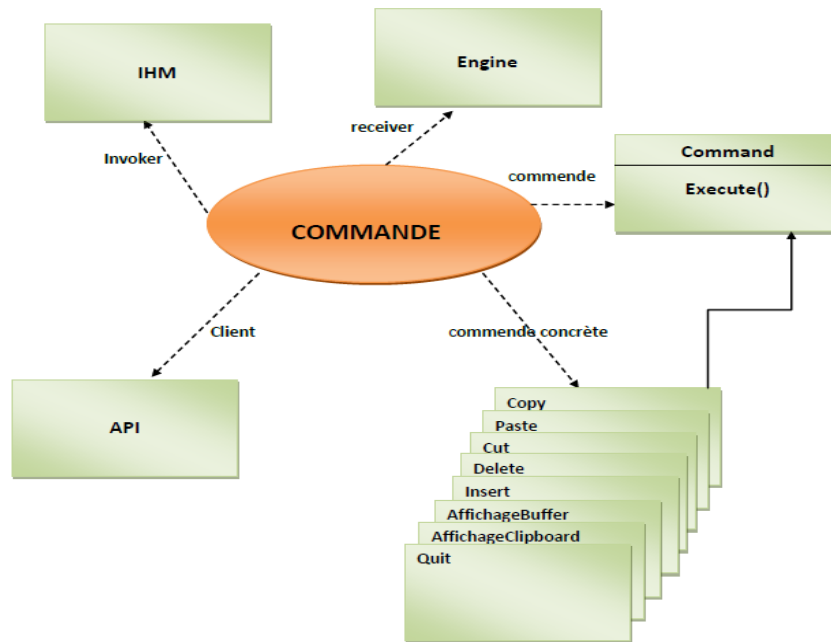 IHM
Engine
receiver
Invoker
Command
commende
Execute()
COMMANDE
Client
commende concrète
API
Copy
Paste
Cut
Delete
Insert
AffichageBuffer
AffichageClipboard
Quit